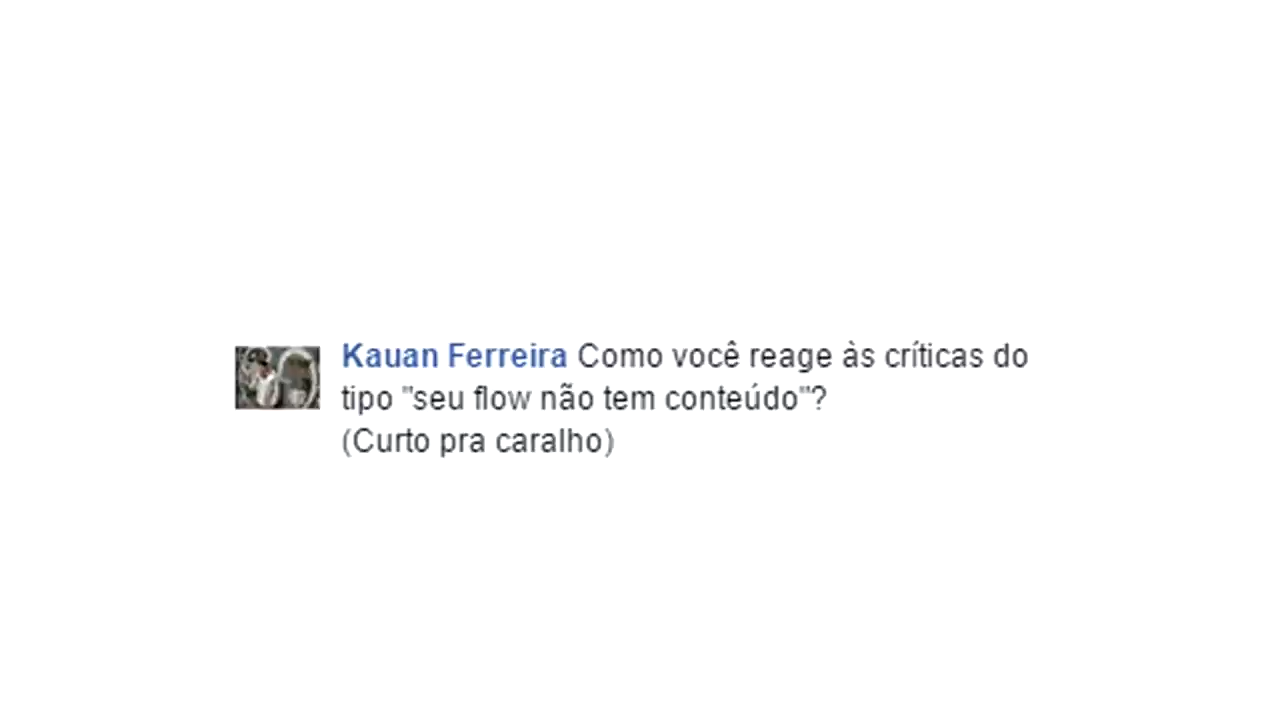 Kauan Ferreira Como você reage às críticas do
tipo "seu flow não tem conteúdo"?
(Curto pra caralho)